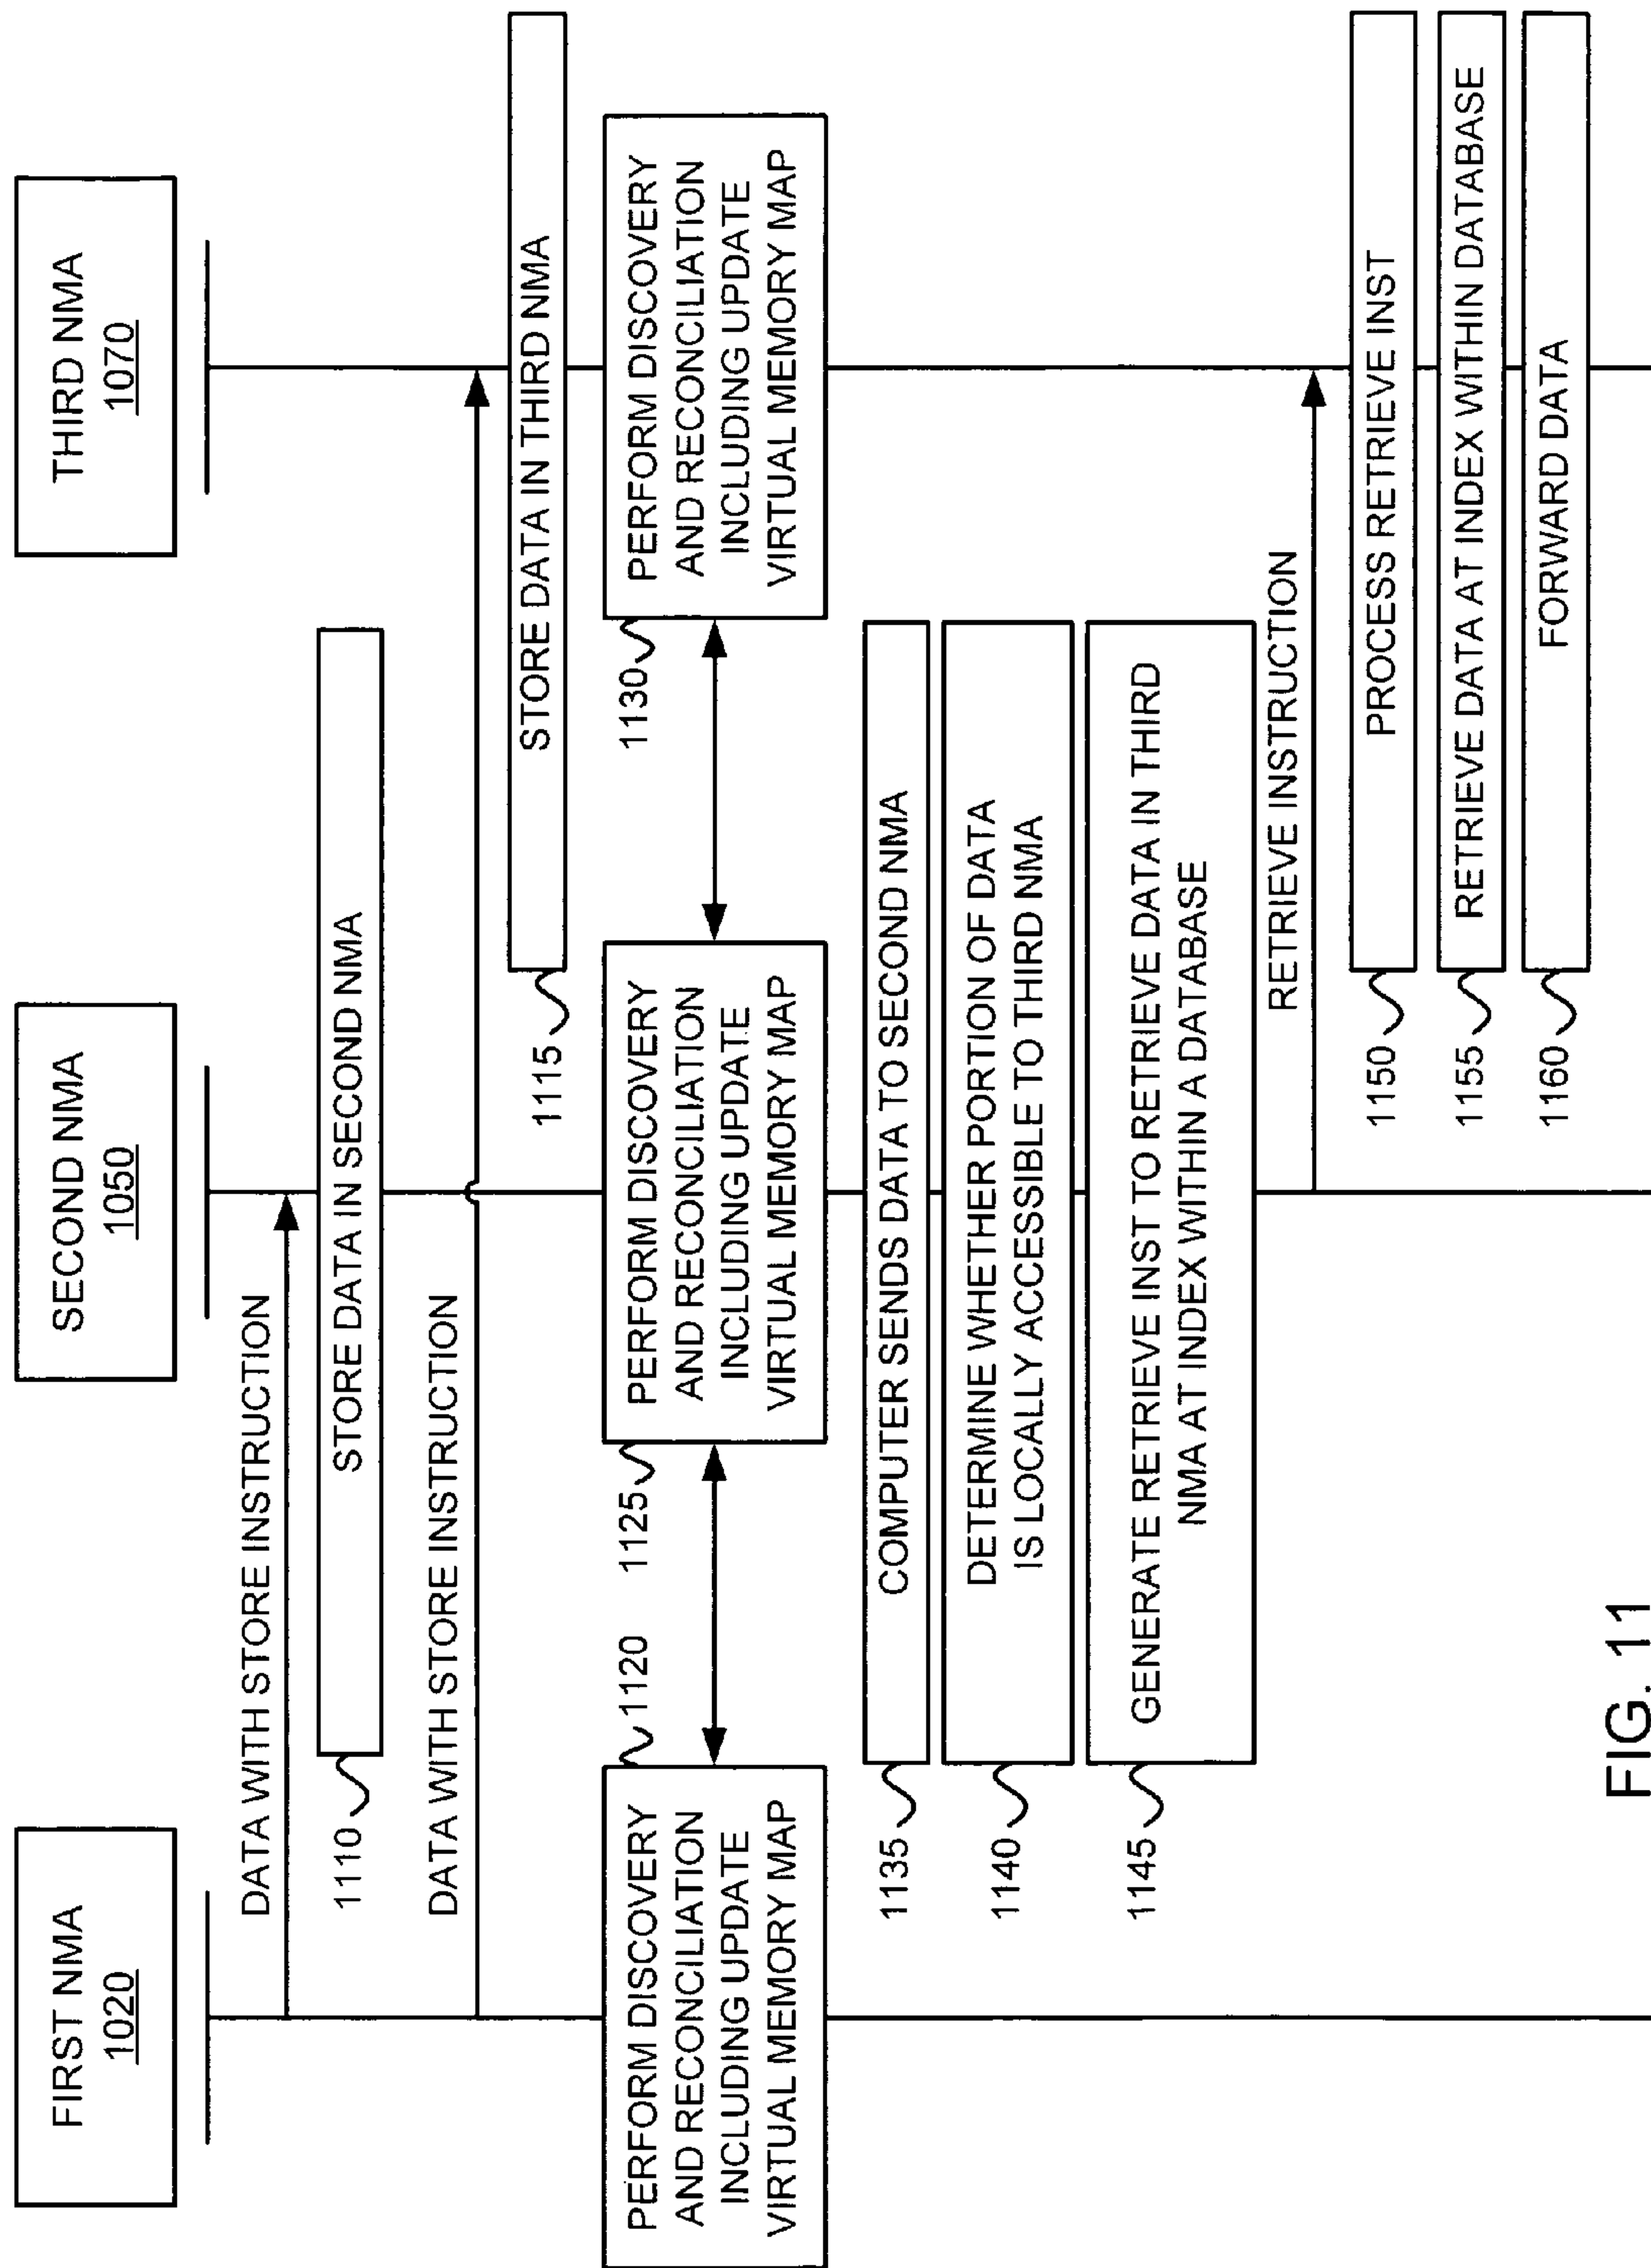 FIRST NMA
1020
SECOND NMA
1050
THIRD NMA
1070
DATA WITH STORE INSTRUCTION
1110
STORE DATA IN SECOND NMA
DATA WITH STORE INSTRUCTION
1115
STORE DATA IN THIRD NMA
PERFORM DISCOVERY
AND RECONCILIATION
INCLUDING UPDATE
VIRTUAL MEMORY MAP
1120
1125
PERFORM DISCOVERY
AND RECONCILIATION
INCLUDING UPDATE
VIRTUAL MEMORY MAP
1130
PERFORM DISCOVERY
AND RECONCILIATION
INCLUDING UPDATE
VIRTUAL MEMORY MAP
1135
COMPUTER SENDS DATA TO SECOND NMA
1140
DETERMINE WHETHER PORTION OF DATA
IS LOCALLY ACCESSIBLE TO THIRD NMA
1145
GENERATE RETRIEVE INST TO RETRIEVE DATA IN THIRD
NMA AT INDEX WITHIN A DATABASE
RETRIEVE INSTRUCTION
1150
PROCESS RETRIEVE INST
1155
RETRIEVE DATA AT INDEX WITHIN DATABASE
1160
FORWARD DATA
FIG. 11